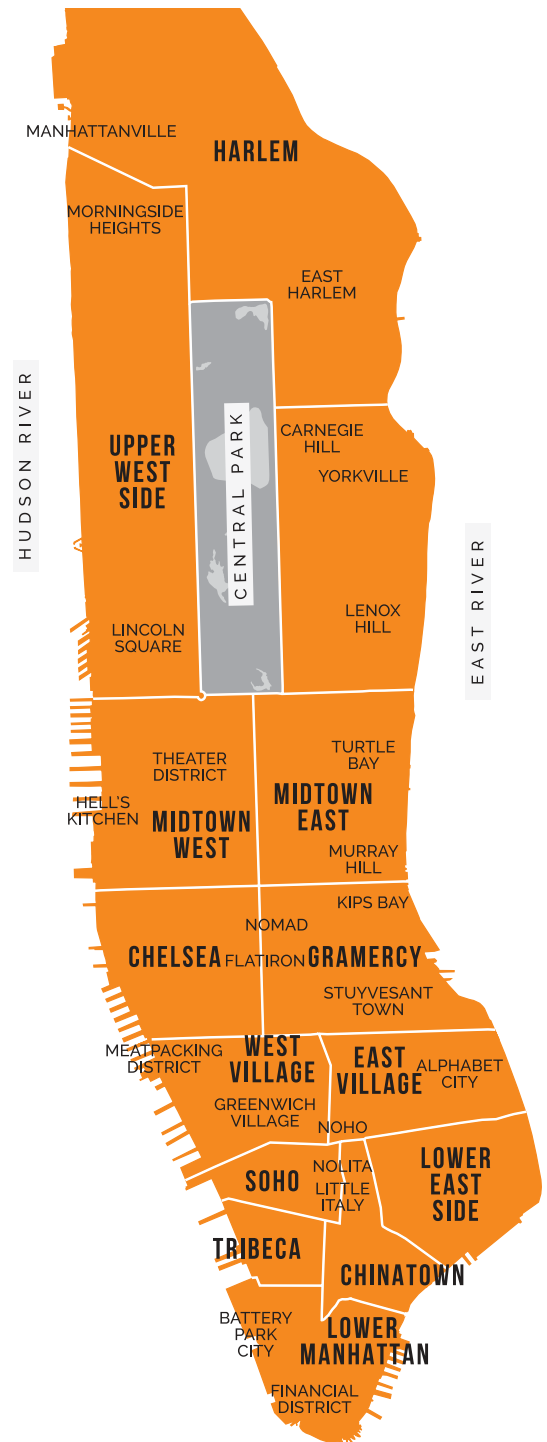 MANHATTANVILLE
HARLEM
MORNINGSIDE
HEIGHTS
EAST
HARLEM
HUDSON RIVER
CENTRAL PARK
CARNEGIE
HILL
UPPER
WEST
SIDE
YORKVILLE
EAST RIVER
LENOX
HILL
LINCOLN
SQUARE
THEATER
DISTRICT
TURTLE
BAY
HELL'S
KITCHEN
MIDTOWN
WEST
MIDTOWN
EAST
MURRAY
HILL
KIPS BAY
NOMAD
CHELSEA
FLATIRON
GRAMERCY
STUYVESANT
TOWN
MEATPACKING
DISTRICT
WEST
VILLAGE
EAST
VILLAGE
ALPHABET
CITY
GREENWICH
VILLAGE
NOHO
SOHO
NOLITA
LITTLE
ITALY
LOWER
EAST
SIDE
TRIBECA
CHINATOWN
BATTERY
PARK
CITY
LOWER
MANHATTAN
FINANCIAL
DISTRICT